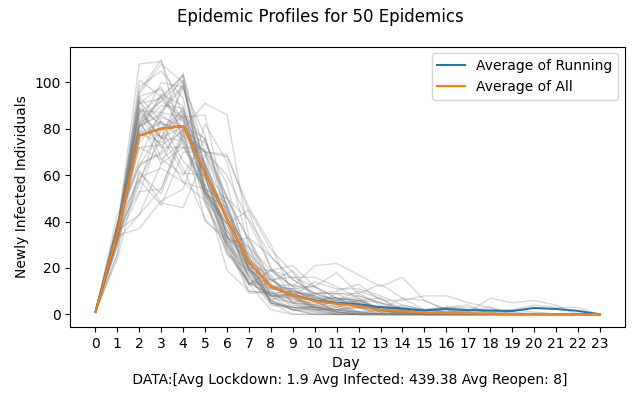 Epidemic Profiles for 50 Epidemics
Average of Running
Average of All
100
80
60
40
20
0
Newly Infected Individuals
0 1 2 3 4 5 6 7 8 9 10 11 12 13 14 15 16 17 18 19 20 21 22 23
Day
DATA:[Avg Lockdown: 1.9 Avg Infected: 439.38 Avg Reopen: 8]